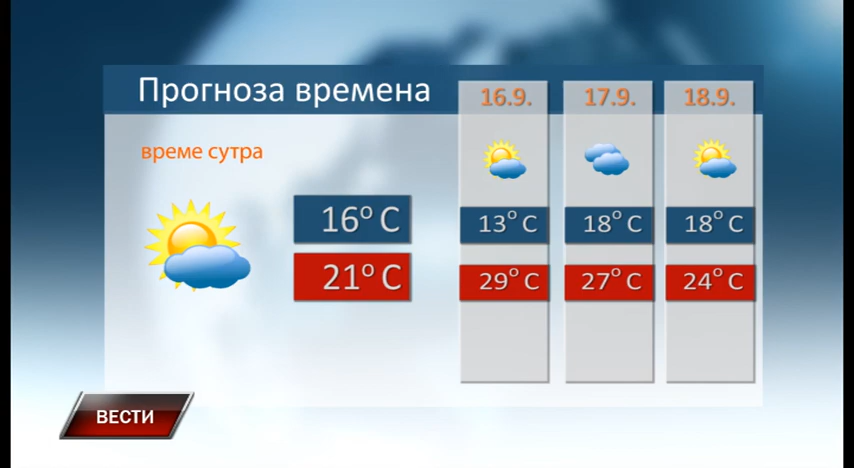 Прогноза времена
16.9.
17.9.
18.9.
време сутра
16° C
21° C
13° C
18° C
18° C
29° C
27° C
24° C
ВЕСТИ